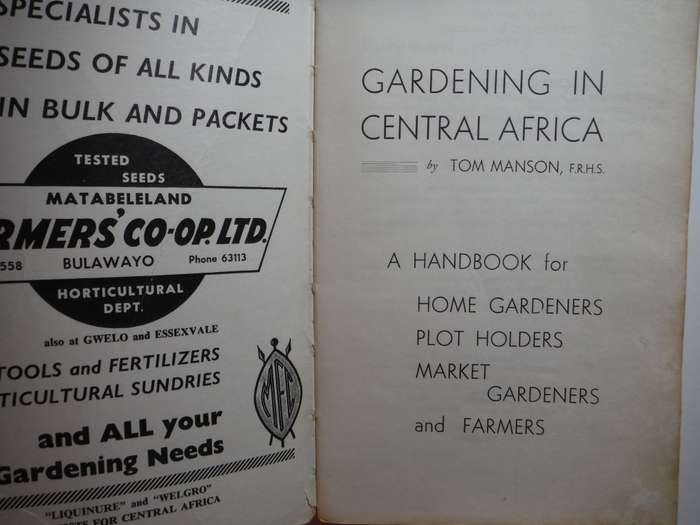 SPECIALISTS IN
SEEDS OF ALL KINDS
IN BULK AND PACKETS
TESTED
SEEDS
MATABELELAND
RMERS' CO-OP. LTD.
558 BULAWAYO Phone 63113
HORTICULTURAL
DEPT.
also at GWELO and ESSEXVALE
TOOLS and FERTILIZERS
TICULTURAL SUNDRIES
MFC
and ALL your
Gardening Needs
"LIQUINURE" and "WELGRO"
FOR CENTRAL AFRICA
GARDENING IN
CENTRAL AFRICA
by TOM MANSON, F.R.H.S.
A HANDBOOK for
HOME GARDENERS
PLOT HOLDERS
MARKET
GARDENERS
and FARMERS